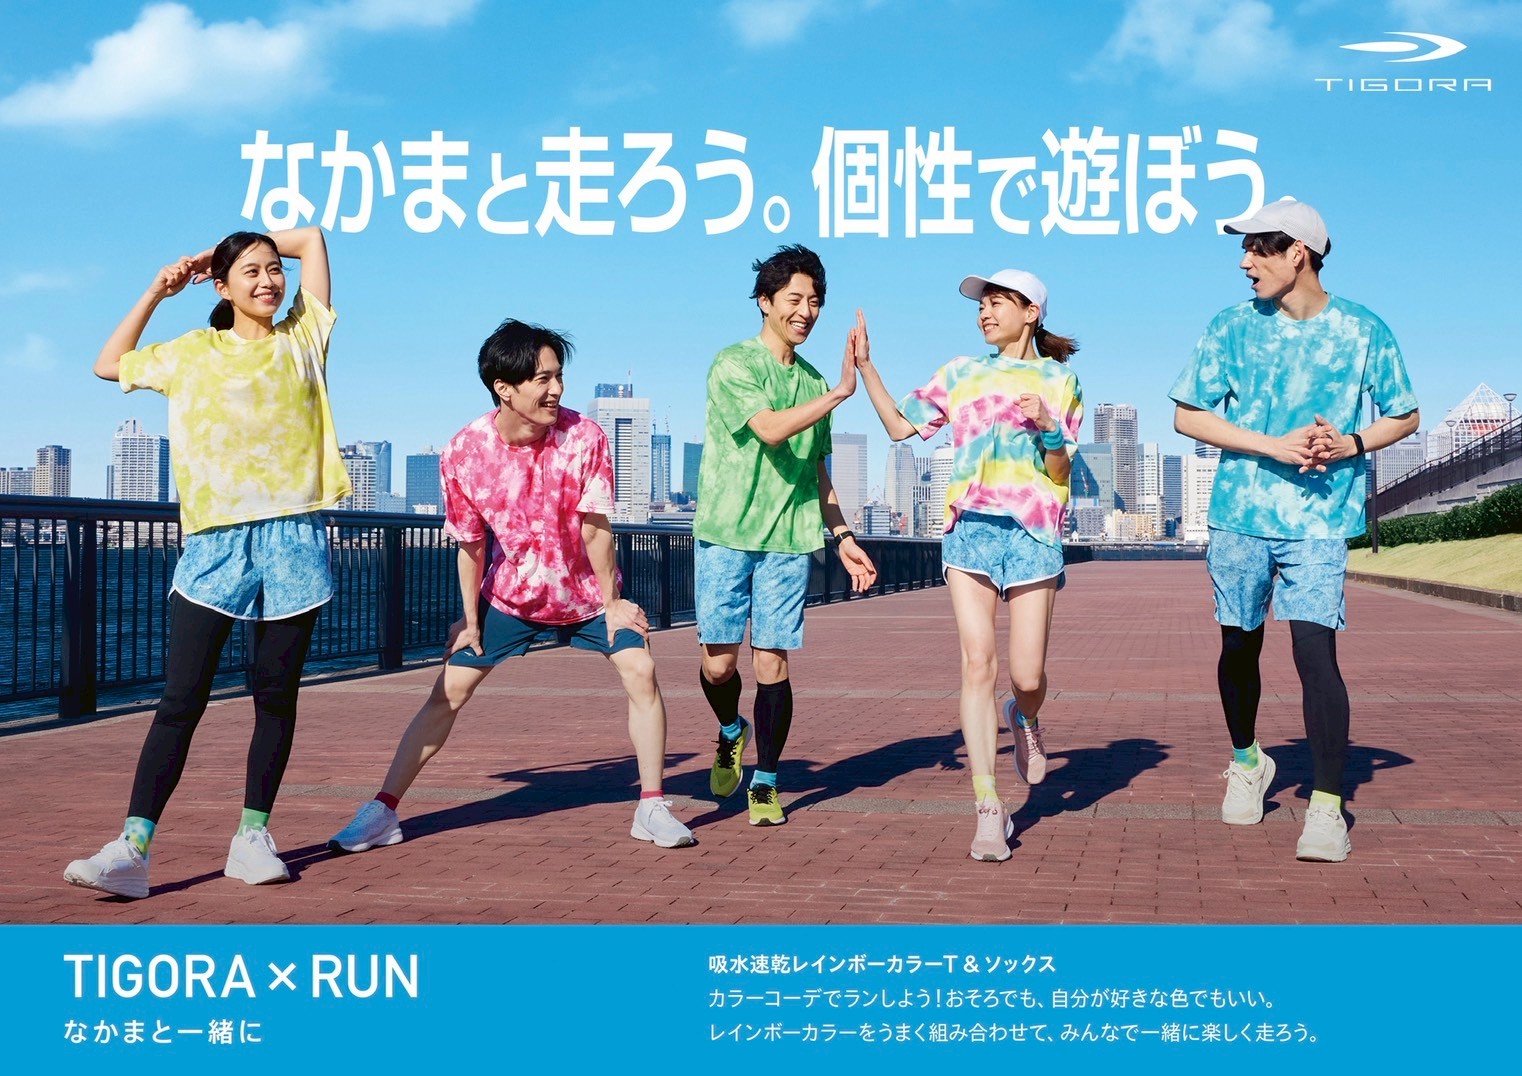 TIGORA
なかまと走ろう。個性で遊ぼう。
TIGORA×RUN
なかまと一緒に
吸水速乾レインボーカラーT＆ソックス
カラーコーデでランしよう！おそろでも、自分が好きな色でもいい。
レインボーカラーをうまく組み合わせて、みんなで一緒に楽しく走ろう。